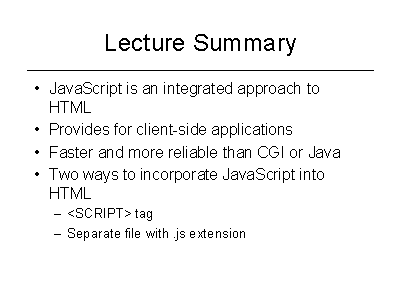 Lecture Summary
• JavaScript is an integrated approach to
HTML
• Provides for client-side applications
• Faster and more reliable than CGI or Java
• Two ways to incorporate JavaScript into
HTML
– <SCRIPT> tag
– Separate file with .js extension